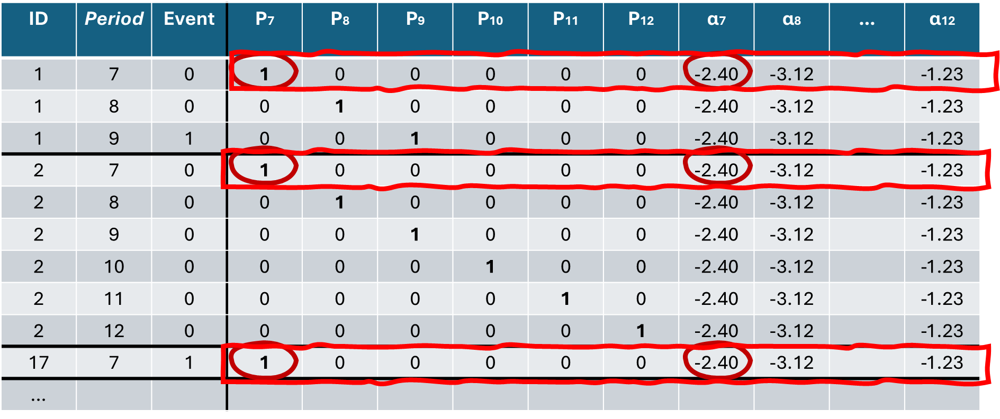 ID Period Event P7 P8 P9 P10 P11 P12 α7 α8 ... α12
1 7 0 1 0 0 0 0 0 -2.40 -3.12 -1.23
1 8 0 0 1 0 0 0 0 -2.40 -3.12 -1.23
1 9 1 0 0 1 0 0 0 -2.40 -3.12 -1.23
2 7 0 1 0 0 0 0 0 -2.40 -3.12 -1.23
2 8 0 0 1 0 0 0 0 -2.40 -3.12 -1.23
2 9 0 0 0 1 0 0 0 -2.40 -3.12 -1.23
2 10 0 0 0 0 1 0 0 -2.40 -3.12 -1.23
2 11 0 0 0 0 0 1 0 -2.40 -3.12 -1.23
2 12 0 0 0 0 0 0 1 -2.40 -3.12 -1.23
17 7 1 1 0 0 0 0 0 -2.40 -3.12 -1.23
...